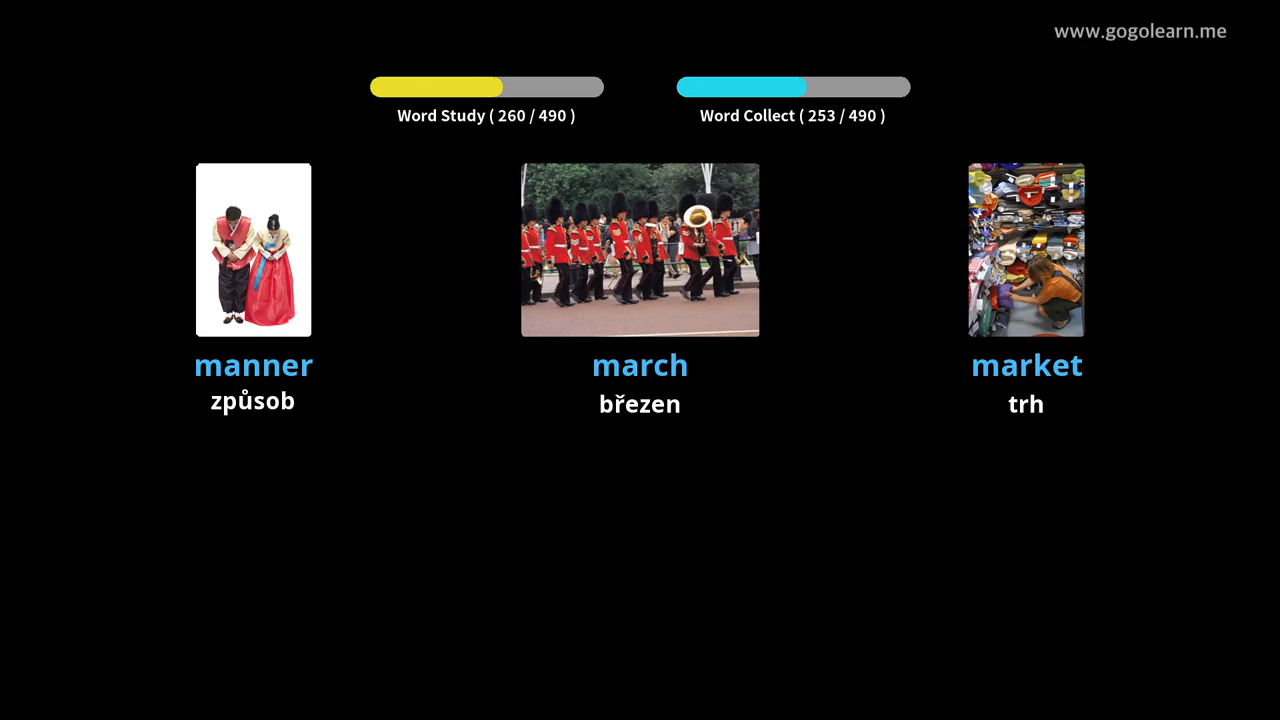 www.gogolearn.me
Word Study ( 260 / 490 )
Word Collect ( 253 / 490 )
manner
march
market
způsob
březen
trh